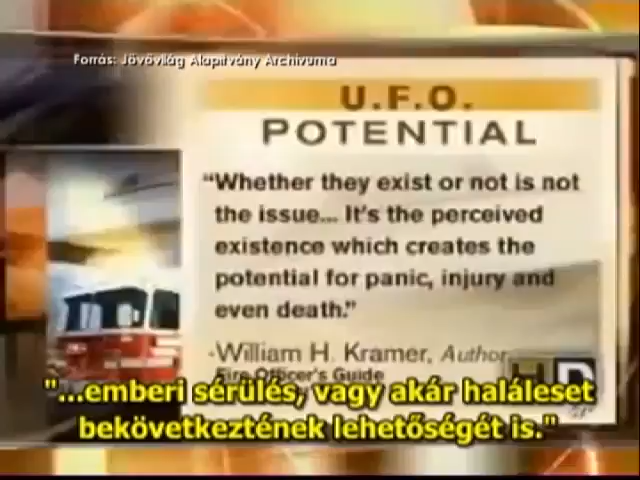 Forrás: Jövővilág Alapítvány Archívuma
U.F.O.
POTENTIAL
"Whether they exist or not is not
the issue... It's the perceived
existence which creates the
potential for panic, injury and
even death."
-William H. Kramer, Author
Fire Officer's Guide
HD
"...emberi sérülés, vagy akár haláleset
bekövetkeztének lehetőségét is."